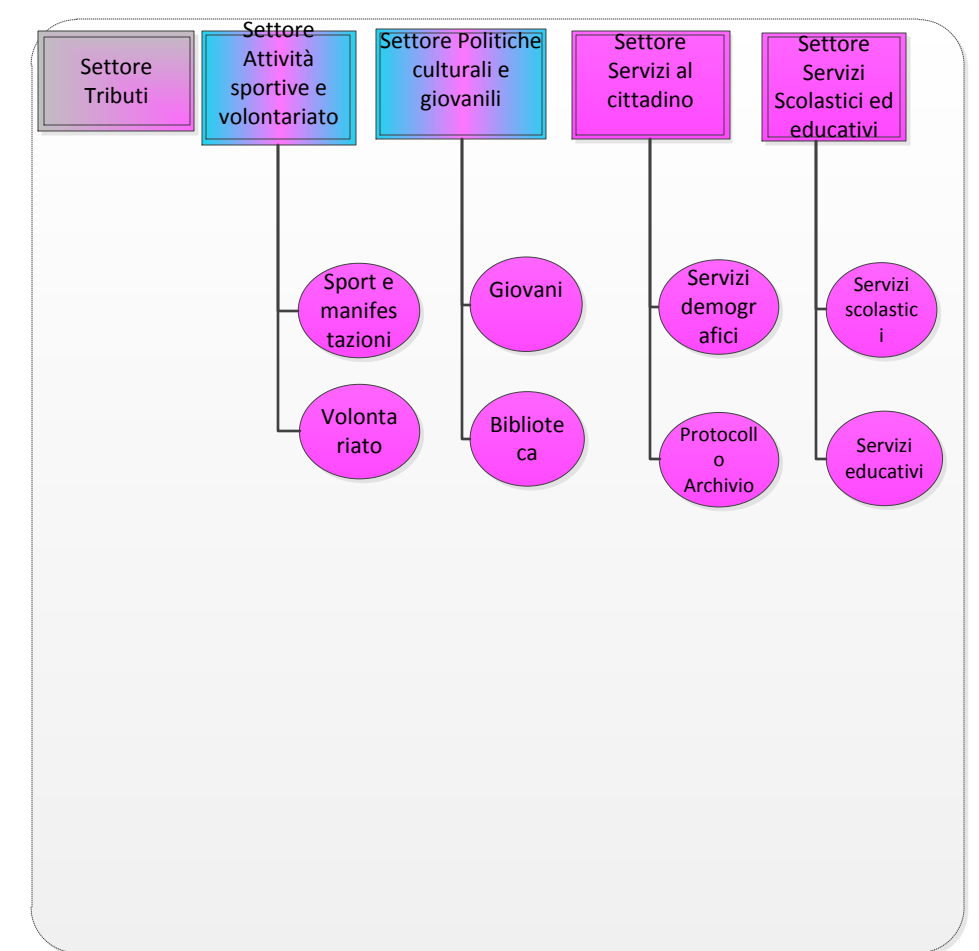 Settore
Tributi
Settore
Attività
sportive e
volontariato
Settore Politiche
culturali e
giovanili
Settore
Servizi al
cittadino
Settore
Servizi
Scolastici ed
educativi
Sport e
manifes
tazioni
Giovani
Servizi
demogr
afici
Servizi
scolastic
i
Volonta
riato
Bibliote
ca
Protocoll
o
Archivio
Servizi
educativi